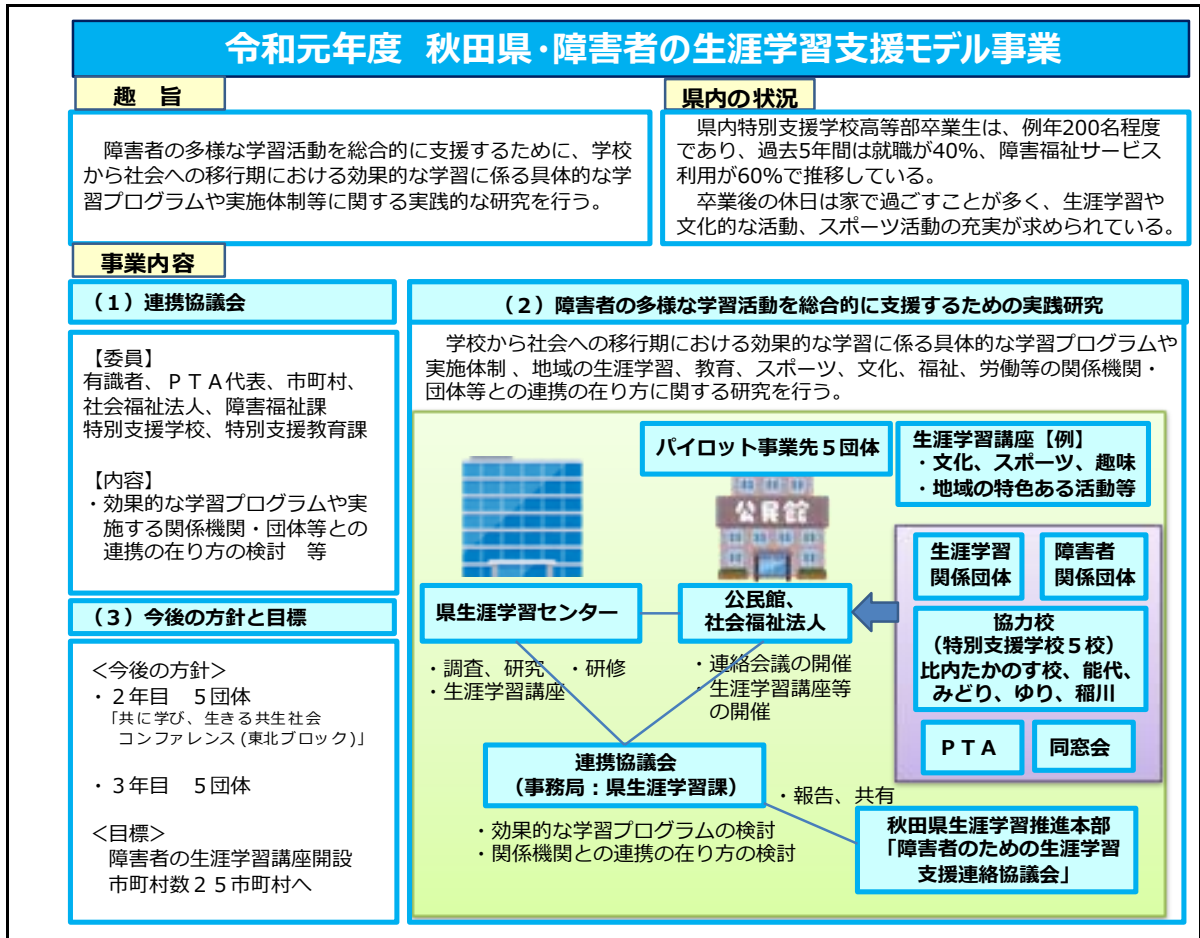 令和元年度 秋田県・障害者の生涯学習支援モデル事業
趣 旨
障害者の多様な学習活動を総合的に支援するために、学校
から社会への移行期における効果的な学習に係る具体的な学
習プログラムや実施体制等に関する実践的な研究を行う。
県内の状況
県内特別支援学校高等部卒業生は、例年200名程度
であり、過去5年間は就職が40%、障害福祉サービス
利用が60%で推移している。
卒業後の休日は家で過ごすことが多く、生涯学習や
文化的な活動、スポーツ活動の充実が求められている。
事業内容
(1)連携協議会
【委員】
有識者、PTA代表、市町村、
社会福祉法人、障害福祉課
特別支援学校、特別支援教育課
【内容】
・効果的な学習プログラムや実
施する関係機関・団体等との
連携の在り方の検討 等
(3)今後の方針と目標
<今後の方針>
・2年目 5団体
「共に学び、生きる共生社会
コンファレンス(東北ブロック)」
・3年目 5団体
<目標>
障害者の生涯学習講座開設
市町村数25市町村へ
(2)障害者の多様な学習活動を総合的に支援するための実践研究
学校から社会への移行期における効果的な学習に係る具体的な学習プログラムや
実施体制、地域の生涯学習、教育、スポーツ、文化、福祉、労働等の関係機関・
団体等との連携の在り方に関する研究を行う。
パイロット事業先5団体
生涯学習講座【例】
・文化、スポーツ、趣味
・地域の特色ある活動等
公民館
県生涯学習センター
・調査、研究 ・研修
・生涯学習講座
公民館、
社会福祉法人
・連絡会議の開催
・生涯学習講座等
の開催
生涯学習
関係団体
障害者
関係団体
協力校
(特別支援学校5校)
比内たかのす校、能代、
みどり、ゆり、稲川
PTA
同窓会
連携協議会
(事務局:県生涯学習課)
・報告、共有
・効果的な学習プログラムの検討
・関係機関との連携の在り方の検討
秋田県生涯学習推進本部
「障害者のための生涯学習
支援連絡協議会」